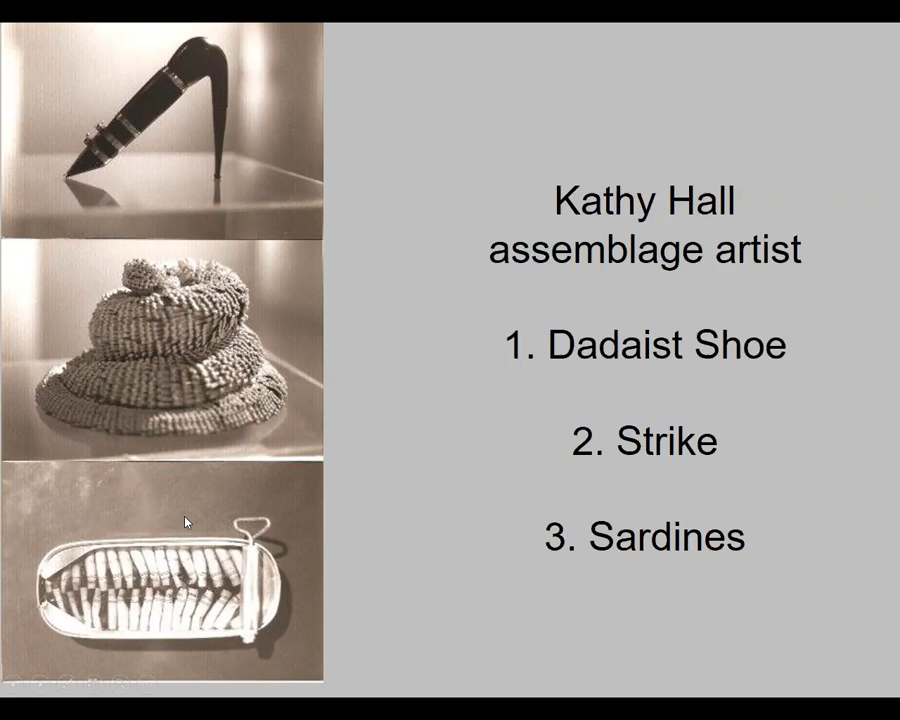 Kathy Hall
assemblage artist
1. Dadaist Shoe
2. Strike
3. Sardines